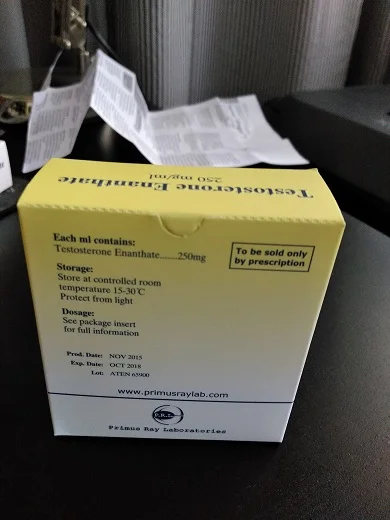 Testosterone Enanthate
250 mg/ml
Each ml contains:
Testosterone Enanthate......250mg
To be sold only
by prescription
Storage:
Store at controlled room
temperature 15-30°C
Protect from light
Dosage:
See package insert
for full information
Prod. Date: NOV 2015
Exp. Date: OCT 2018
Lot: ATEN 65900
www.primusraylab.com
P.R.L.
Primus Ray Laboratories